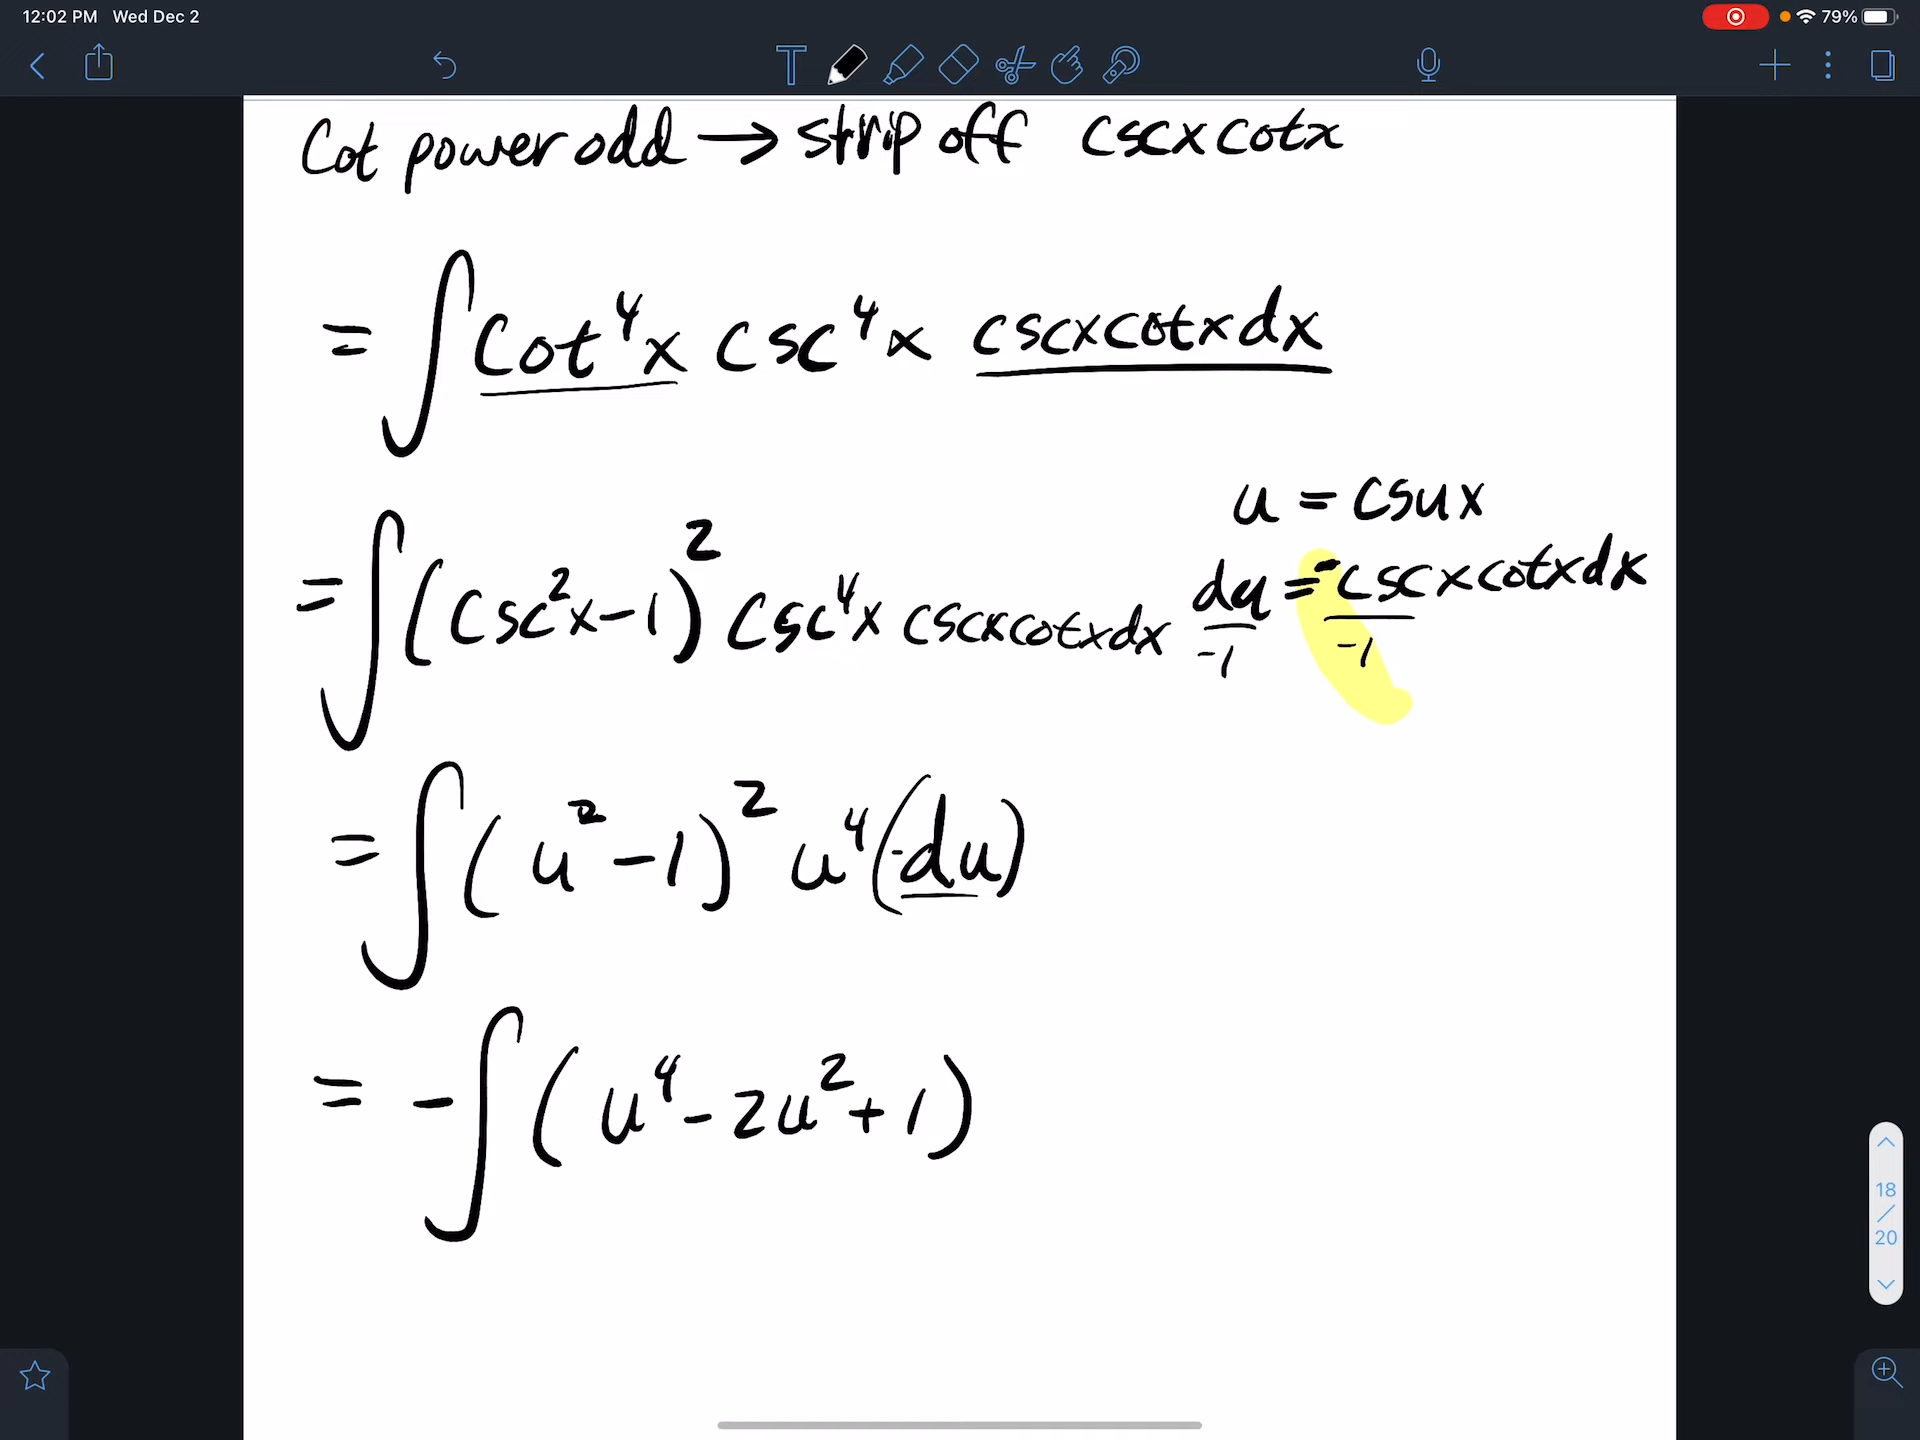 12:02 PM Wed Dec 2 79%
T
Cot power odd → strip off cscx cotx
= ∫ Cot⁴x csc⁴x cscxcotxdx
u = cscx
= ∫ (csc²x-1)² csc⁴x cscxcotxdx du = -cscxcotxdx
-1 -1
= ∫ (u²-1)² u⁴(-du)
= -∫ (u⁴-2u²+1)
18
/
20